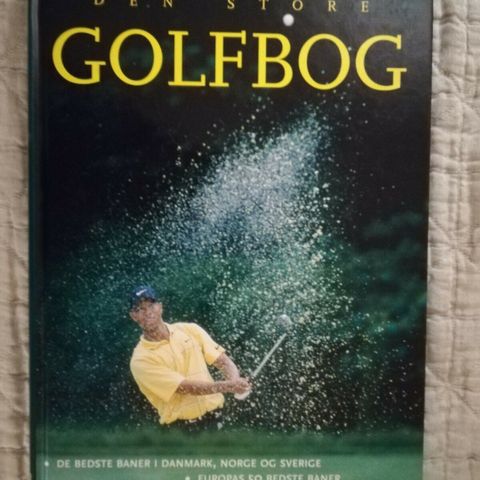 DEN STORE
GOLFBOG
• DE BEDSTE BANER I DANMARK, NORGE OG SVERIGE
• EUROPAS 50 BEDSTE BANER